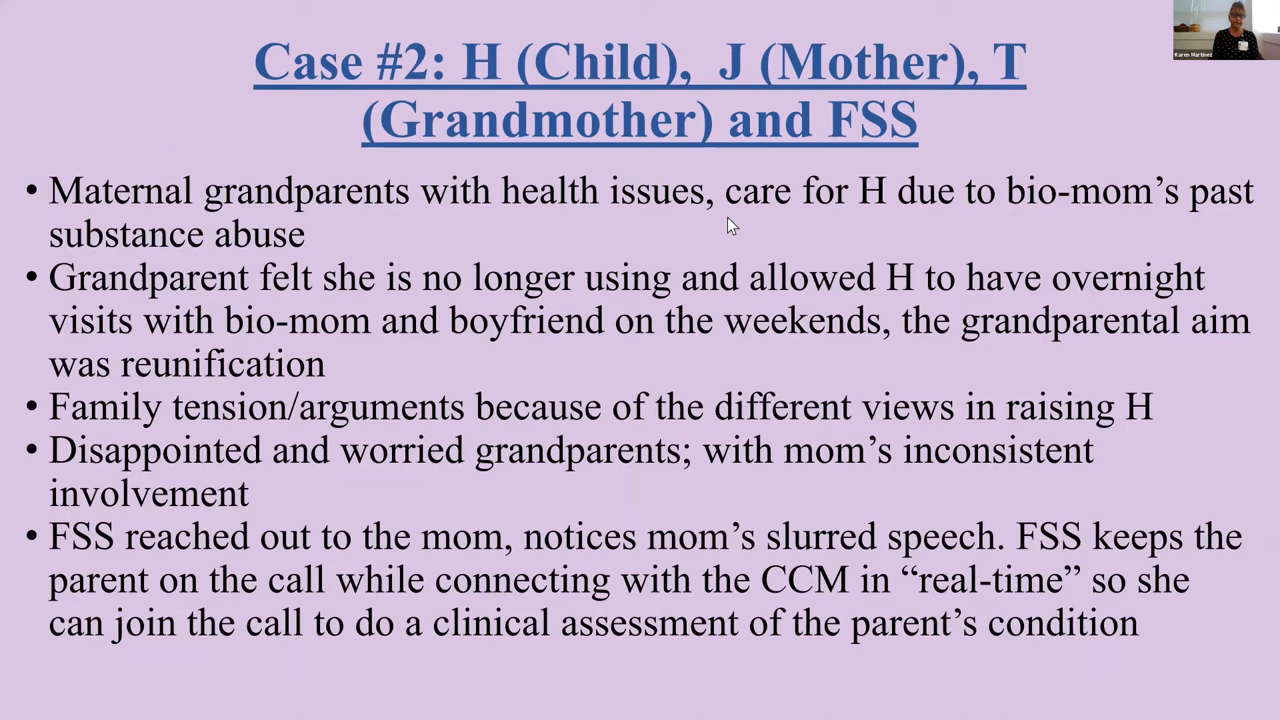 Case #2: H (Child), J (Mother), T
(Grandmother) and FSS
• Maternal grandparents with health issues, care for H due to bio-mom’s past
substance abuse
• Grandparent felt she is no longer using and allowed H to have overnight
visits with bio-mom and boyfriend on the weekends, the grandparental aim
was reunification
• Family tension/arguments because of the different views in raising H
• Disappointed and worried grandparents; with mom’s inconsistent
involvement
• FSS reached out to the mom, notices mom’s slurred speech. FSS keeps the
parent on the call while connecting with the CCM in “real-time” so she
can join the call to do a clinical assessment of the parent’s condition
Karen Martinez